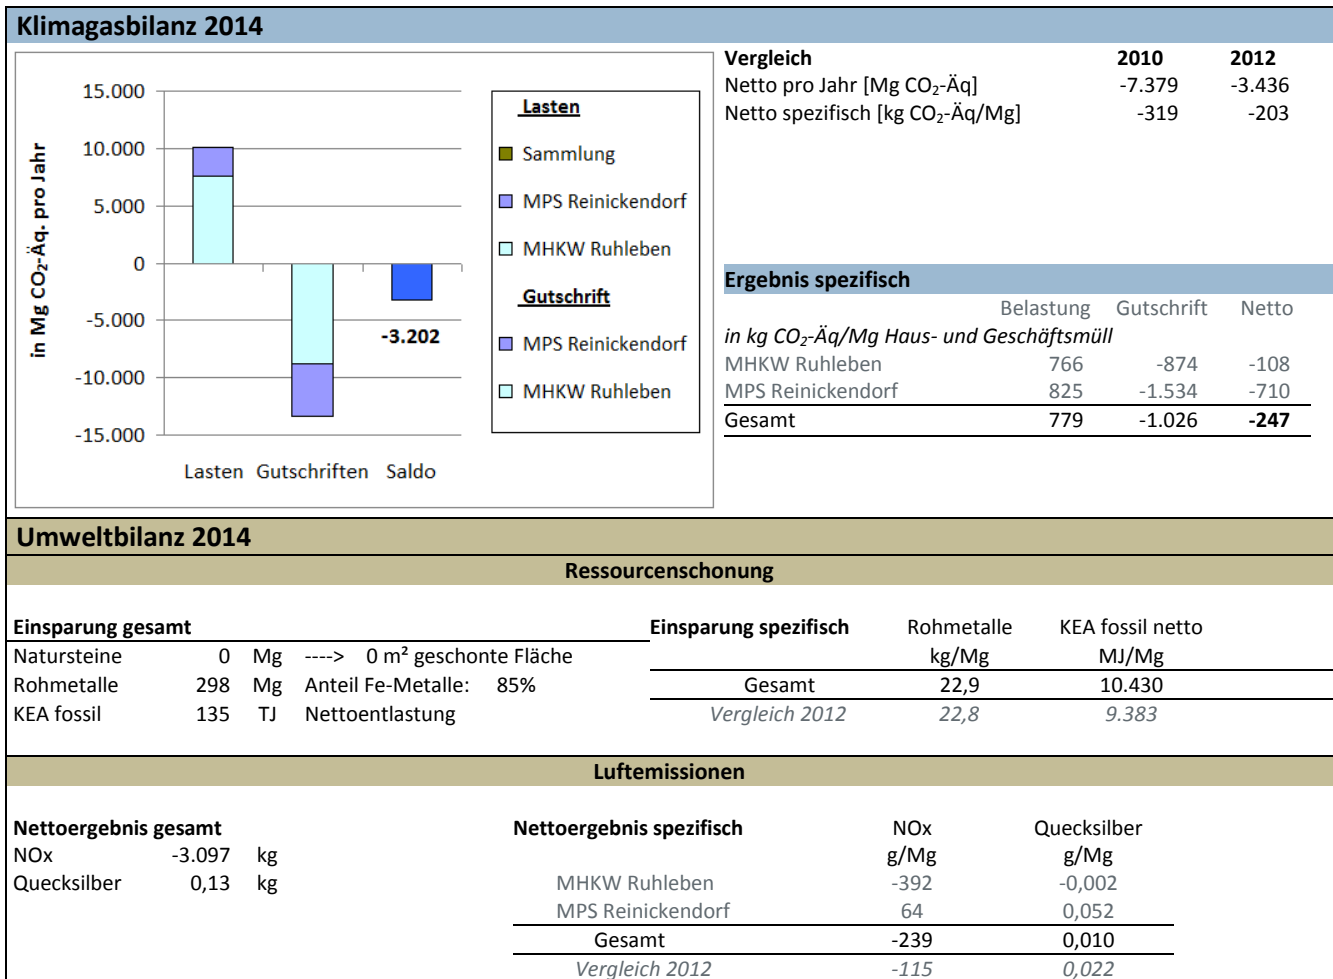 Klimagasbilanz 2014
in Mg CO₂-Äq. pro Jahr
15.000
10.000
5.000
0
-5.000
-10.000
-15.000
-3.202
Lasten Gutschriften Saldo
Lasten
Sammlung
MPS Reinickendorf
MHKW Ruhleben
Gutschrift
MPS Reinickendorf
MHKW Ruhleben
Vergleich 2010 2012
Netto pro Jahr [Mg CO₂-Äq] -7.379 -3.436
Netto spezifisch [kg CO₂-Äq/Mg] -319 -203
Ergebnis spezifisch
Belastung Gutschrift Netto
in kg CO₂-Äq/Mg Haus- und Geschäftsmüll
MHKW Ruhleben 766 -874 -108
MPS Reinickendorf 825 -1.534 -710
Gesamt 779 -1.026 -247
Umweltbilanz 2014
Ressourcenschonung
Einsparung gesamt
Natursteine 0 Mg ----> 0 m² geschonte Fläche
Rohmetalle 298 Mg Anteil Fe-Metalle: 85%
KEA fossil 135 TJ Nettoentlastung
Einsparung spezifisch Rohmetalle KEA fossil netto
kg/Mg MJ/Mg
Gesamt 22,9 10.430
Vergleich 2012 22,8 9.383
Luftemissionen
Nettoergebnis gesamt
NOx -3.097 kg
Quecksilber 0,13 kg
Nettoergebnis spezifisch NOx Quecksilber
g/Mg g/Mg
MHKW Ruhleben -392 -0,002
MPS Reinickendorf 64 0,052
Gesamt -239 0,010
Vergleich 2012 -115 0,022